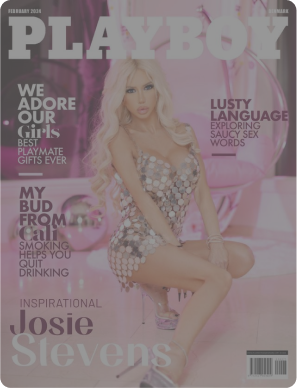 FEBRUARY 2024
PLAYBOY
WE
ADORE
OUR
Girls
BEST
PLAYMATE
GIFTS EVER
LUSTY
LANGUAGE
EXPLORING
SAUCY SEX
WORDS
MY
BUD
FROM
Cali
SMOKING
HELPS YOU
QUIT
DRINKING
INSPIRATIONAL
Josie
Stevens